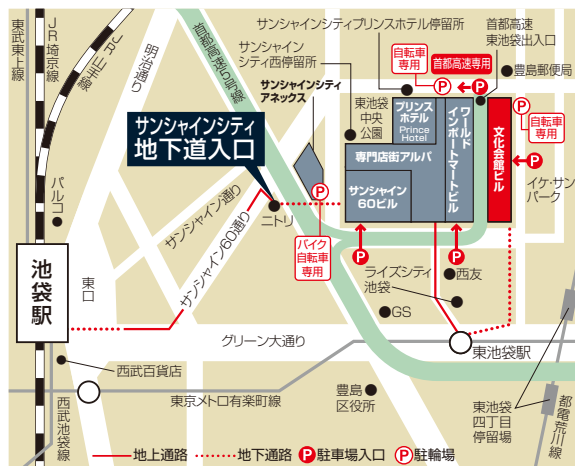 東武東上線
JR埼京線
JR山手線
明治通り
首都高速5号線
サンシャインシティプリンスホテル停留所
サンシャイン
シティ西停留所
自転車
専用
首都高速専用
P
P
首都高速
東池袋出入口
豊島郵便局
サンシャインシティ
アネックス
東池袋
中央
公園
プリンス
ホテル
Prince
Hotel
ワールド
インポートマートビル
文化会館ビル
P
自転車
専用
P
イケ・サン
パーク
サンシャインシティ
地下道入口
専門店街アルパ
サンシャイン
60ビル
P
バイク
自転車
専用
P
P
パルコ
サンシャイン通り
サンシャイン60通り
ニトリ
池袋駅
東口
ライズシティ
池袋
西友
GS
グリーン大通り
東池袋駅
西武百貨店
東京メトロ有楽町線
豊島
区役所
西武池袋線
東池袋
四丁目
停留場
都電荒川線
地上通路
地下通路
P駐車場入口
P駐輪場